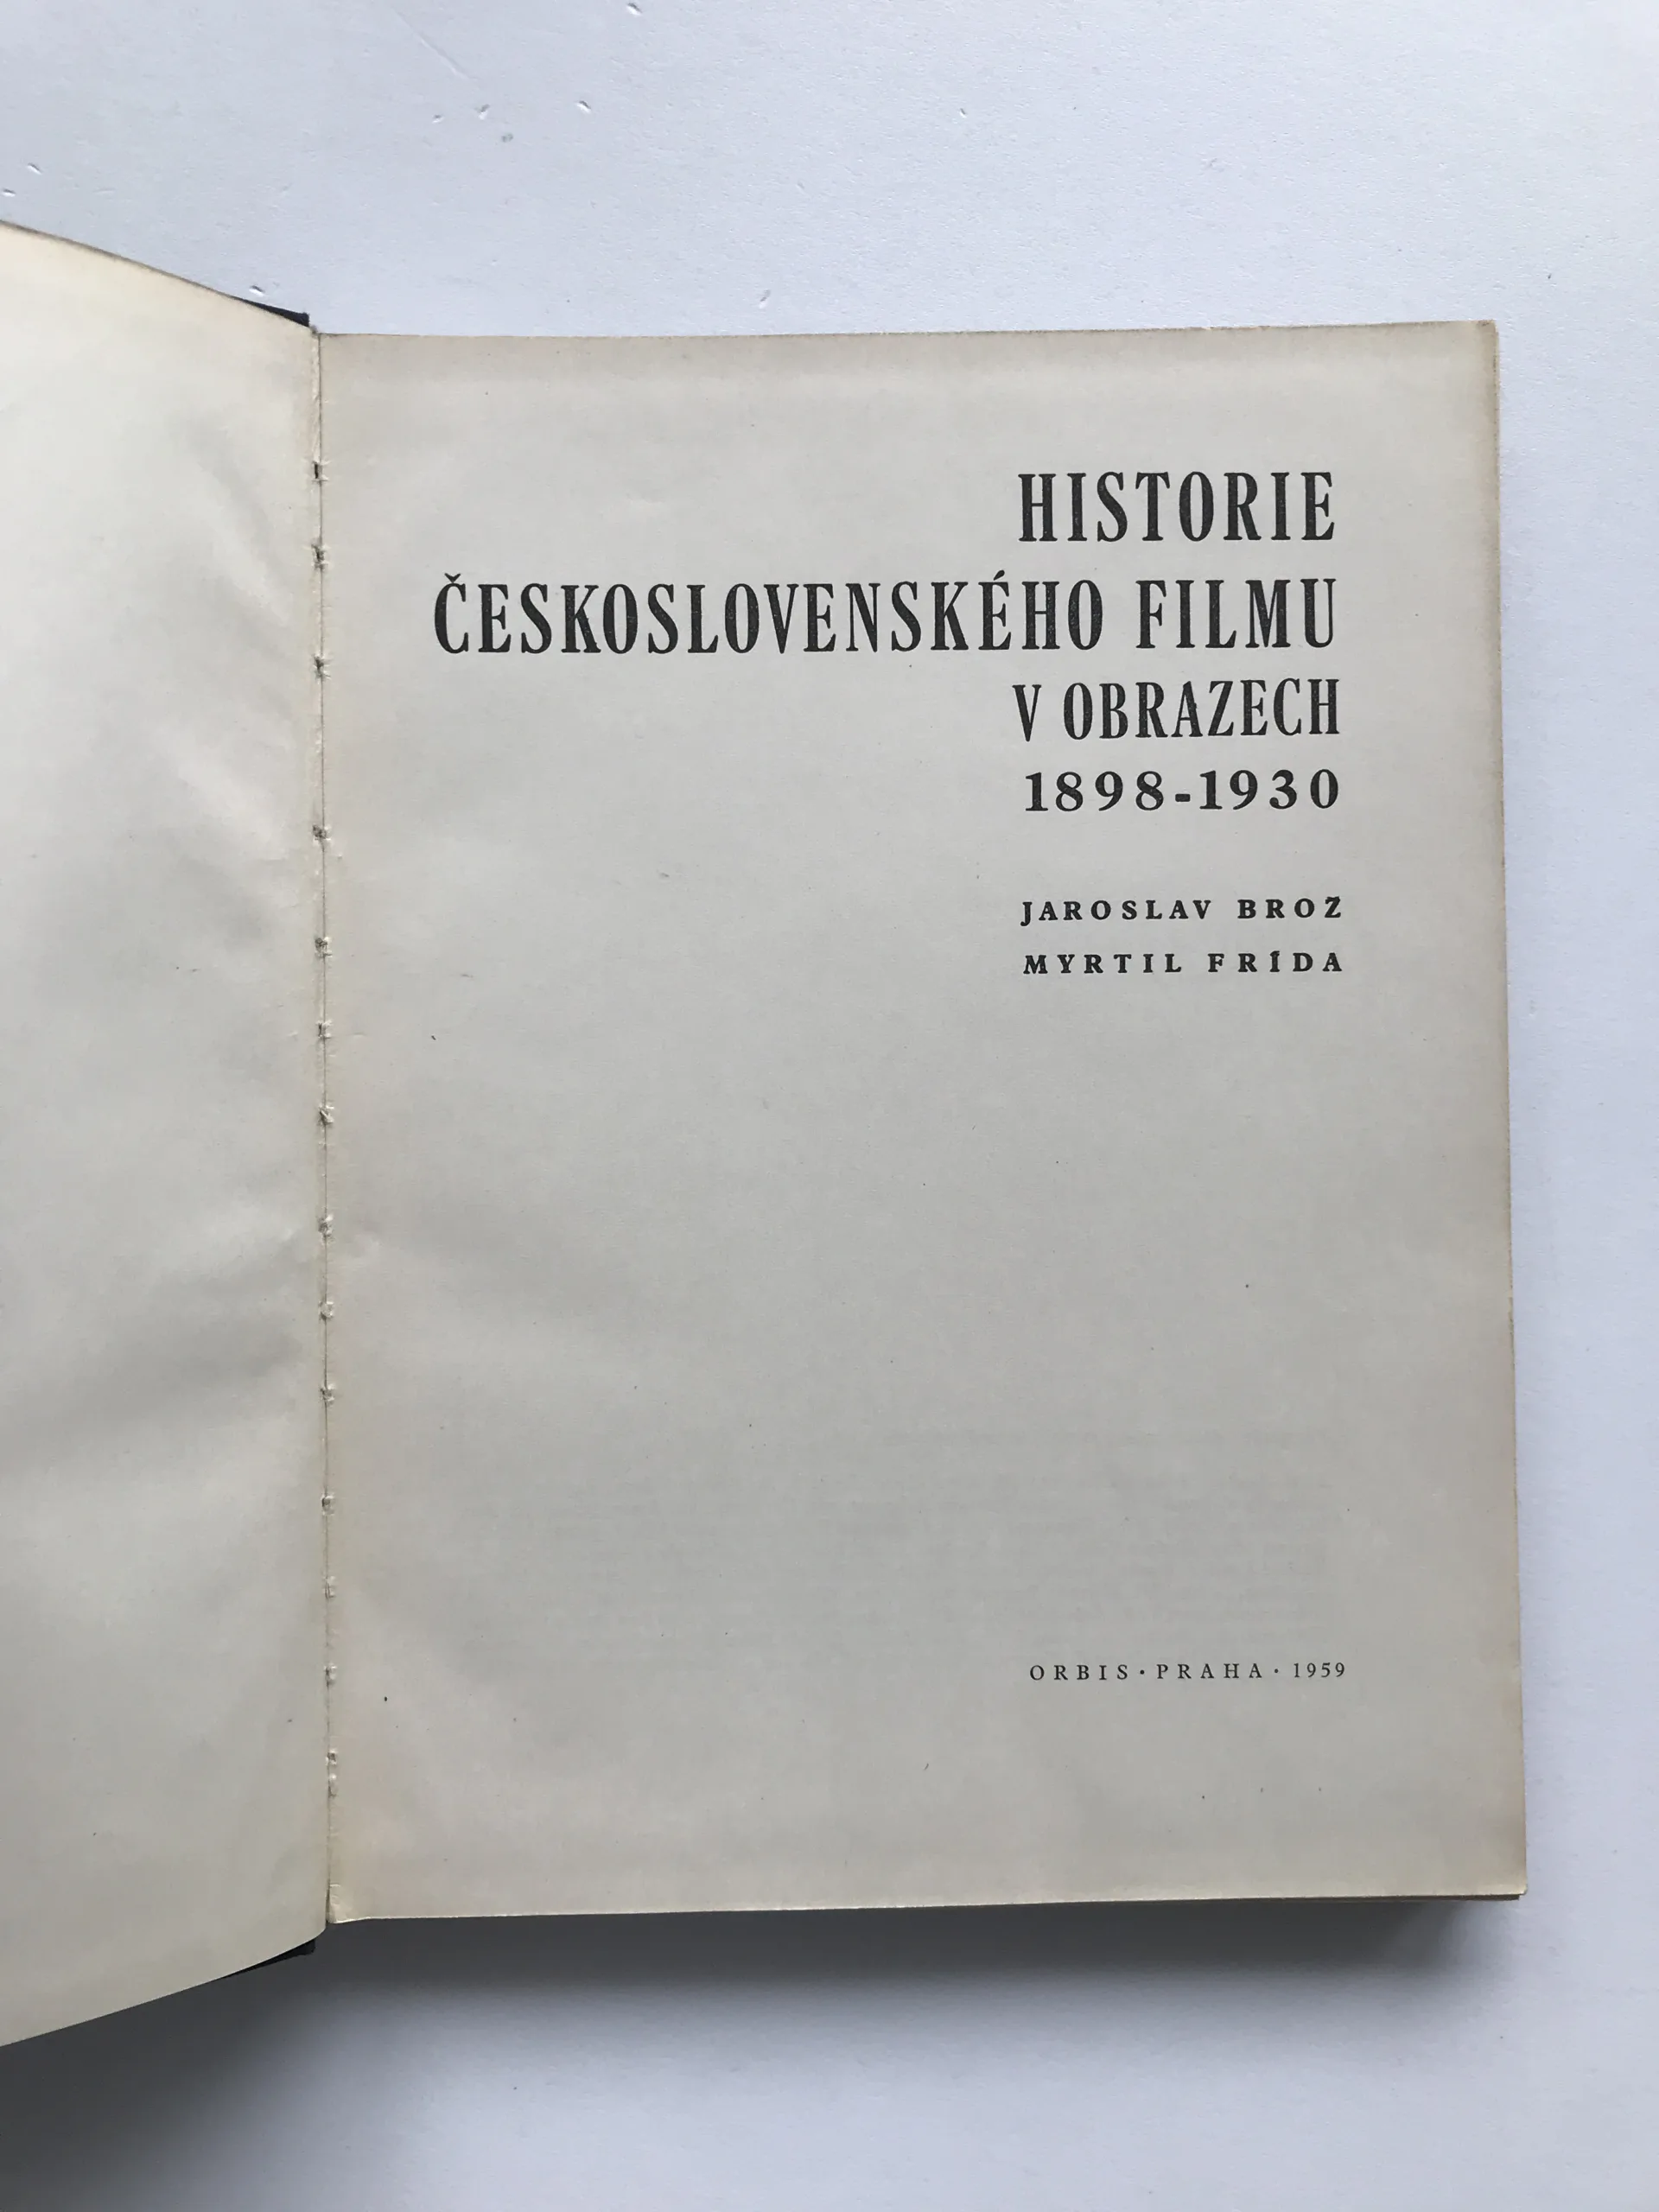 HISTORIE
ČESKOSLOVENSKÉHO FILMU
V OBRAZECH
1898-1930
JAROSLAV BROŽ
MYRTIL FRÍDA
ORBIS · PRAHA · 1959